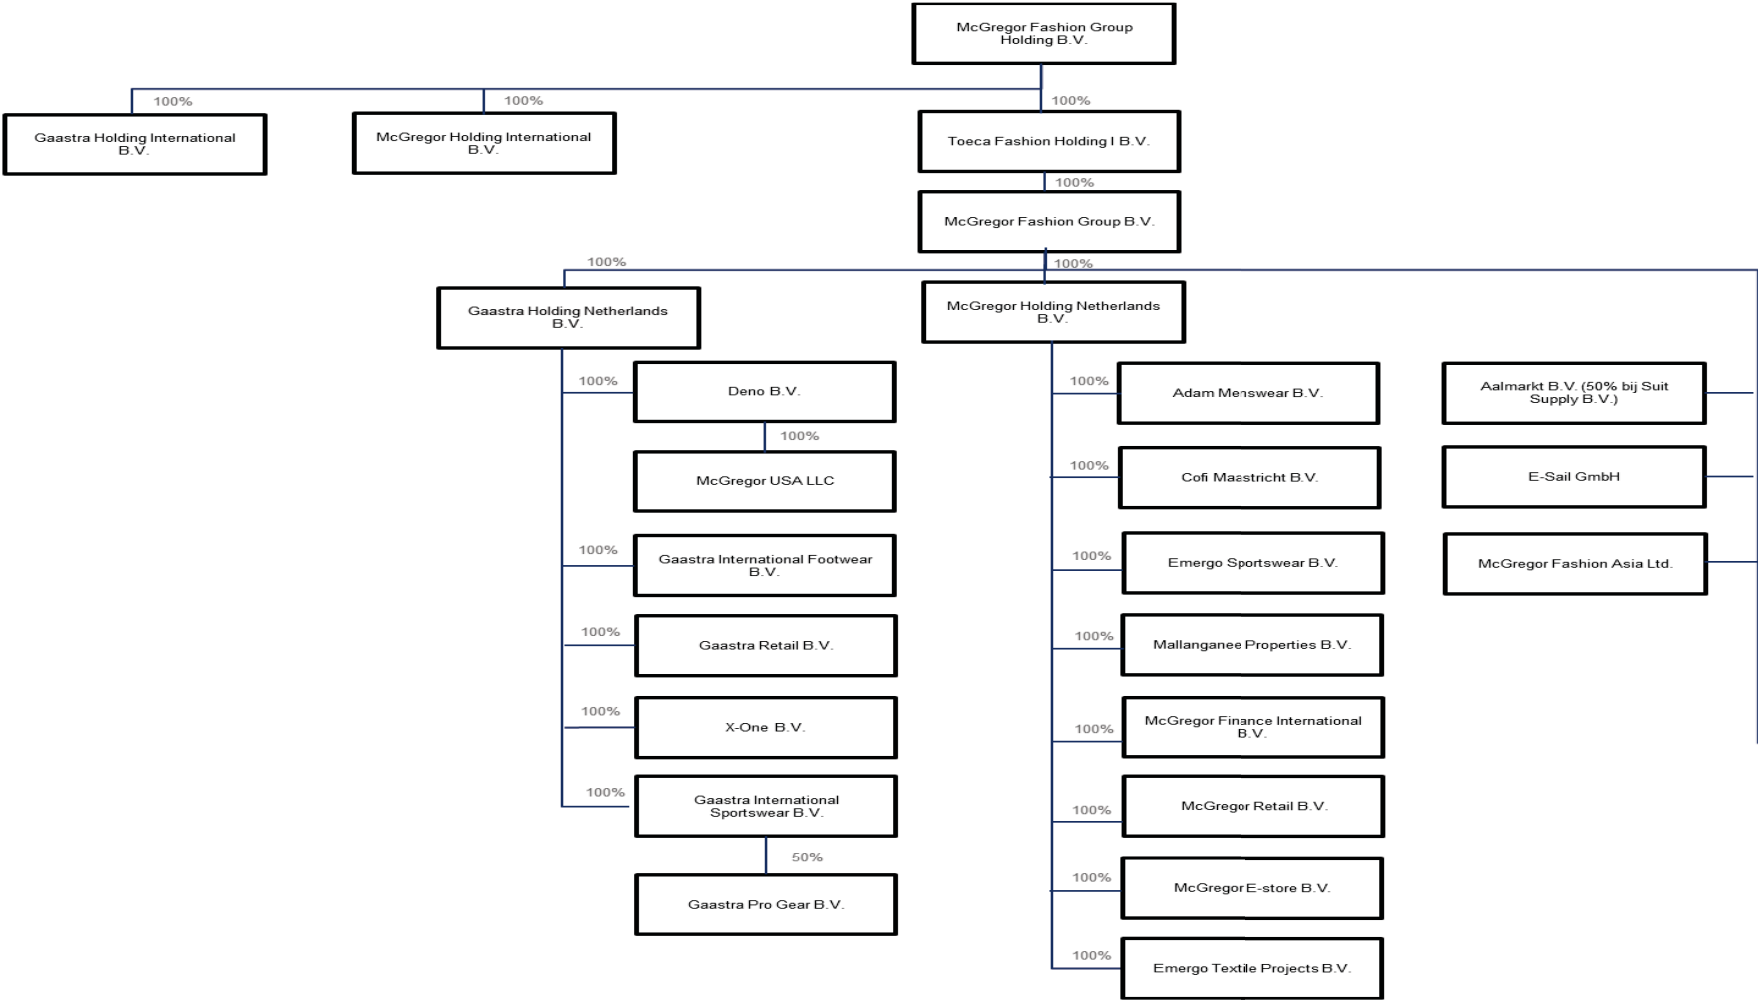 McGregor Fashion Group
Holding B.V.
100%
100%
100%
Gaastra Holding International
B.V.
McGregor Holding International
B.V.
Toeca Fashion Holding I B.V.
100%
McGregor Fashion Group B.V.
100%
100%
Gaastra Holding Netherlands
B.V.
McGregor Holding Netherlands
B.V.
100%
Deno B.V.
100%
McGregor USA LLC
100%
Gaastra International Footwear
B.V.
100%
Gaastra Retail B.V.
100%
X-One B.V.
100%
Gaastra International
Sportswear B.V.
50%
Gaastra Pro Gear B.V.
100%
Adam Menswear B.V.
100%
Cofi Maastricht B.V.
100%
Emergo Sportswear B.V.
100%
Mallanganee Properties B.V.
100%
McGregor Finance International
B.V.
100%
McGregor Retail B.V.
100%
McGregor E-store B.V.
100%
Emergo Textile Projects B.V.
Aalmarkt B.V. (50% bij Suit
Supply B.V.)
E-Sail GmbH
McGregor Fashion Asia Ltd.